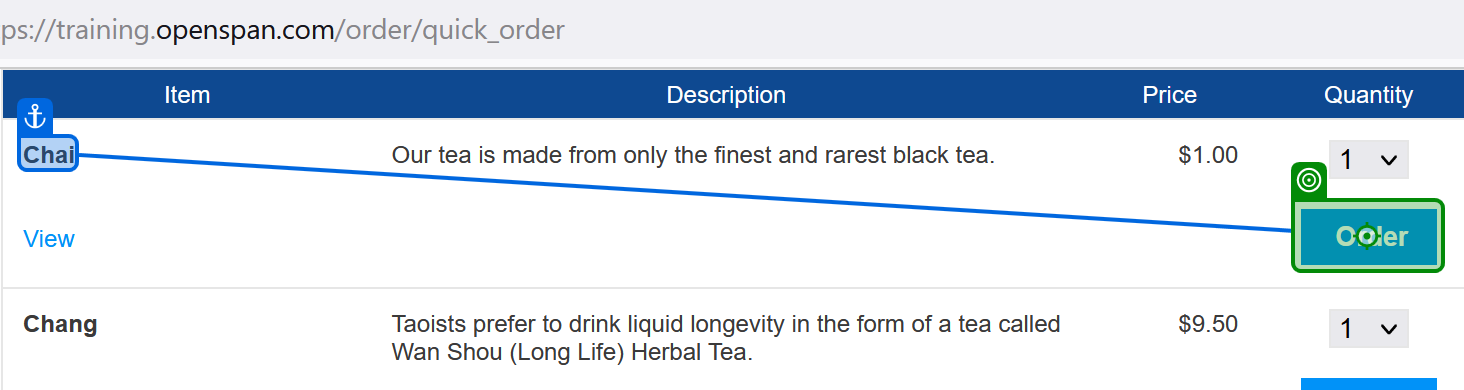 ps://training.openspan.com/order/quick_order
Item Description Price Quantity
Chai Our tea is made from only the finest and rarest black tea. $1.00 1
View Order
Chang Taoists prefer to drink liquid longevity in the form of a tea called $9.50 1
Wan Shou (Long Life) Herbal Tea.